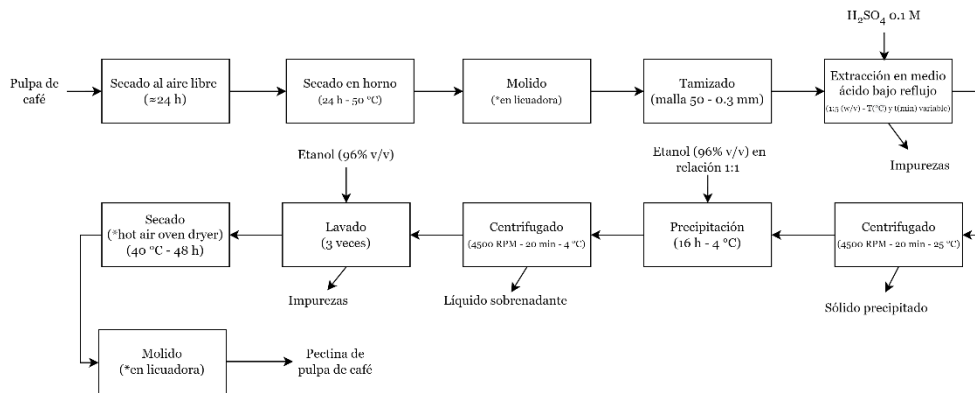 H₂SO₄ 0.1 M
Pulpa de
café
Secado al aire libre
(≈24 h)
Secado en horno
(24 h - 50 °C)
Molido
(*en licuadora)
Tamizado
(malla 50 - 0.3 mm)
Extracción en medio
ácido bajo reflujo
(1:5 (w/v) - T(°C) y t(min) variable)
Impurezas
Etanol (96% v/v)
Etanol (96% v/v) en
relación 1:1
Secado
(*hot air oven dryer)
(40 °C - 48 h)
Lavado
(3 veces)
Centrifugado
(4500 RPM - 20 min - 4 °C)
Precipitación
(16 h - 4 °C)
Centrifugado
(4500 RPM - 20 min - 25 °C)
Impurezas
Líquido sobrenadante
Sólido precipitado
Molido
(*en licuadora)
Pectina de
pulpa de café